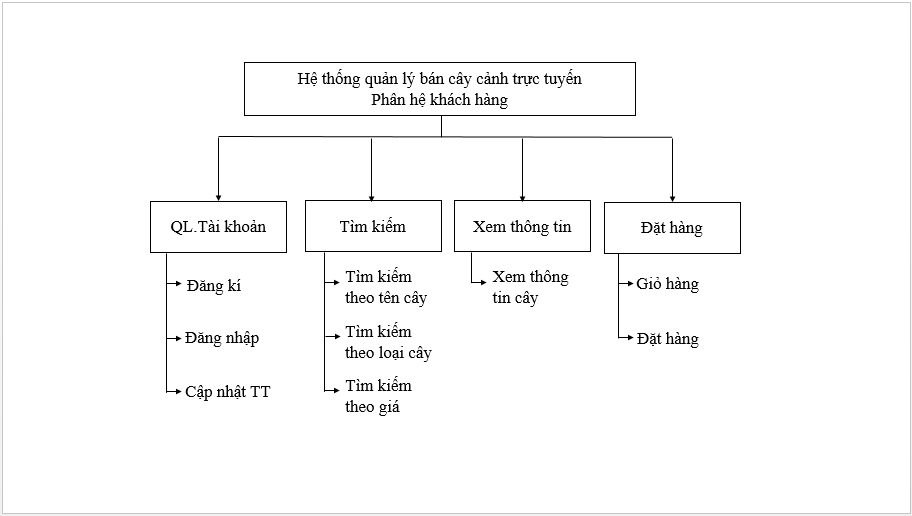 Hệ thống quản lý bán cây cảnh trực tuyến
Phân hệ khách hàng
QL.Tài khoản
Tìm kiếm
Xem thông tin
Đặt hàng
Đăng kí
Đăng nhập
Cập nhật TT
Tìm kiếm
theo tên cây
Tìm kiếm
theo loại cây
Tìm kiếm
theo giá
Xem thông
tin cây
Giỏ hàng
Đặt hàng